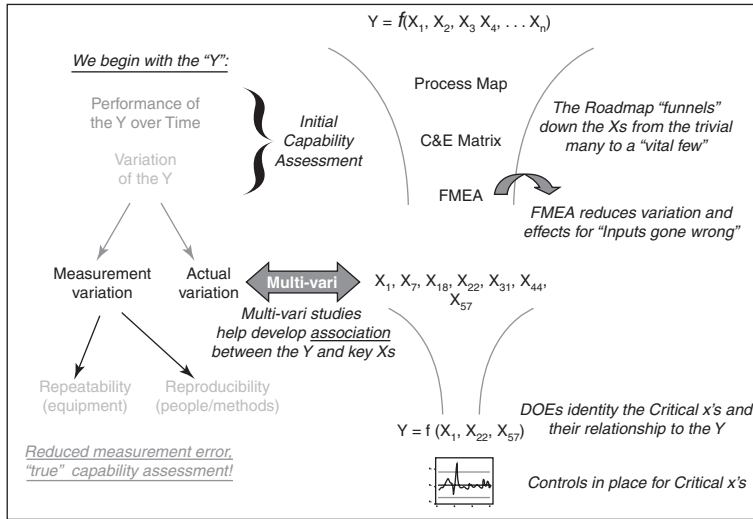 Y = f(X1, X2, X3 X4, . . . Xn)
We begin with the “Y”:
Performance of
the Y over Time
Variation
of the Y
Initial
Capability
Assessment
Process Map
C&E Matrix
FMEA
The Roadmap “funnels”
down the Xs from the trivial
many to a “vital few”
FMEA reduces variation and
effects for “Inputs gone wrong”
Measurement
variation
Actual
variation
Multi-vari
X1, X7, X18, X22, X31, X44,
X57
Multi-vari studies
help develop association
between the Y and key Xs
Repeatability
(equipment)
Reproducibility
(people/methods)
Reduced measurement error,
“true” capability assessment!
Y = f (X1, X22, X57)
DOEs identity the Critical x’s and
their relationship to the Y
Controls in place for Critical x’s